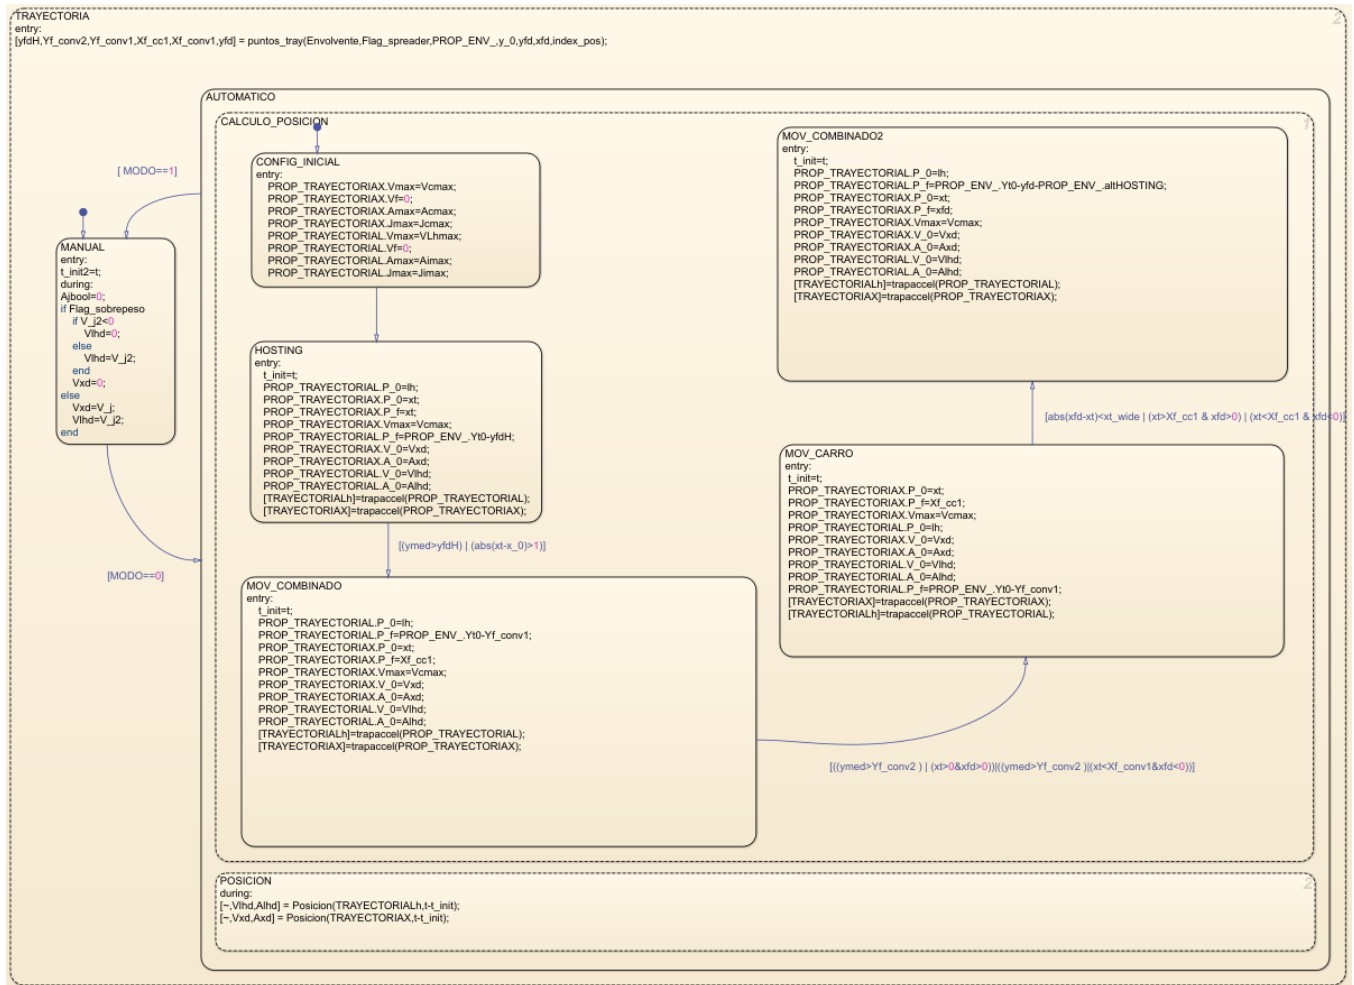 TRAYECTORIA
2
entry:
[yfdH,Yf_conv2,Yf_conv1,Xf_cc1,Xf_conv1,yfd] = puntos_tray(Envolvente,Flag_spreader,PROP_ENV_,y_0,yfd,xfd,index_pos);
[ MODO==1]
MANUAL
entry:
t_init2=t;
during:
Ajbool=0;
if Flag_sobrepeso
if V_j2<0
Vlhd=0;
else
Vlhd=V_j2;
end
Vxd=0;
else
Vxd=V_j;
Vlhd=V_j2;
end
[MODO==0]
AUTOMATICO
CALCULO_POSICION
1
CONFIG_INICIAL
entry:
PROP_TRAYECTORIAX.Vmax=Vcmax;
PROP_TRAYECTORIAX.Vf=0;
PROP_TRAYECTORIAX.Amax=Acmax;
PROP_TRAYECTORIAX.Jmax=Jcmax;
PROP_TRAYECTORIAL.Vmax=VLhmax;
PROP_TRAYECTORIAL.Vf=0;
PROP_TRAYECTORIAL.Amax=Aimax;
PROP_TRAYECTORIAL.Jmax=Jimax;
HOSTING
entry:
t_init=t;
PROP_TRAYECTORIAL.P_0=lh;
PROP_TRAYECTORIAX.P_0=xt;
PROP_TRAYECTORIAX.P_f=xt;
PROP_TRAYECTORIAX.Vmax=Vcmax;
PROP_TRAYECTORIAL.P_f=PROP_ENV_.Yt0-yfdH;
PROP_TRAYECTORIAX.V_0=Vxd;
PROP_TRAYECTORIAX.A_0=Axd;
PROP_TRAYECTORIAL.V_0=Vlhd;
PROP_TRAYECTORIAL.A_0=Alhd;
[TRAYECTORIALh]=trapaccel(PROP_TRAYECTORIAL);
[TRAYECTORIAX]=trapaccel(PROP_TRAYECTORIAX);
[(ymed>yfdH) | (abs(xt-x_0)>1)]
MOV_COMBINADO
entry:
t_init=t;
PROP_TRAYECTORIAL.P_0=lh;
PROP_TRAYECTORIAL.P_f=PROP_ENV_.Yt0-Yf_conv1;
PROP_TRAYECTORIAX.P_0=xt;
PROP_TRAYECTORIAX.P_f=Xf_cc1;
PROP_TRAYECTORIAX.Vmax=Vcmax;
PROP_TRAYECTORIAX.V_0=Vxd;
PROP_TRAYECTORIAX.A_0=Axd;
PROP_TRAYECTORIAL.V_0=Vlhd;
PROP_TRAYECTORIAL.A_0=Alhd;
[TRAYECTORIALh]=trapaccel(PROP_TRAYECTORIAL);
[TRAYECTORIAX]=trapaccel(PROP_TRAYECTORIAX);
[((ymed>Yf_conv2 ) | (xt>0&xfd>0))|((ymed>Yf_conv2 )|(xt<Xf_conv1&xfd<0))]
MOV_CARRO
entry:
t_init=t;
PROP_TRAYECTORIAX.P_0=xt;
PROP_TRAYECTORIAX.P_f=Xf_cc1;
PROP_TRAYECTORIAX.Vmax=Vcmax;
PROP_TRAYECTORIAL.P_0=lh;
PROP_TRAYECTORIAX.V_0=Vxd;
PROP_TRAYECTORIAX.A_0=Axd;
PROP_TRAYECTORIAL.V_0=Vlhd;
PROP_TRAYECTORIAL.A_0=Alhd;
PROP_TRAYECTORIAL.P_f=PROP_ENV_.Yt0-Yf_conv1;
[TRAYECTORIAX]=trapaccel(PROP_TRAYECTORIAX);
[TRAYECTORIALh]=trapaccel(PROP_TRAYECTORIAL);
[abs(xfd-xt)<xt_wide | (xt>Xf_cc1 & xfd>0) | (xt<Xf_cc1 & xfd<0)]
MOV_COMBINADO2
entry:
t_init=t;
PROP_TRAYECTORIAL.P_0=lh;
PROP_TRAYECTORIAL.P_f=PROP_ENV_.Yt0-yfd-PROP_ENV_.altHOSTING;
PROP_TRAYECTORIAX.P_0=xt;
PROP_TRAYECTORIAX.P_f=xfd;
PROP_TRAYECTORIAX.Vmax=Vcmax;
PROP_TRAYECTORIAX.V_0=Vxd;
PROP_TRAYECTORIAX.A_0=Axd;
PROP_TRAYECTORIAL.V_0=Vlhd;
PROP_TRAYECTORIAL.A_0=Alhd;
[TRAYECTORIALh]=trapaccel(PROP_TRAYECTORIAL);
[TRAYECTORIAX]=trapaccel(PROP_TRAYECTORIAX);
POSICION
2
during:
[~,Vlhd,Alhd] = Posicion(TRAYECTORIALh,t-t_init);
[~,Vxd,Axd] = Posicion(TRAYECTORIAX,t-t_init);